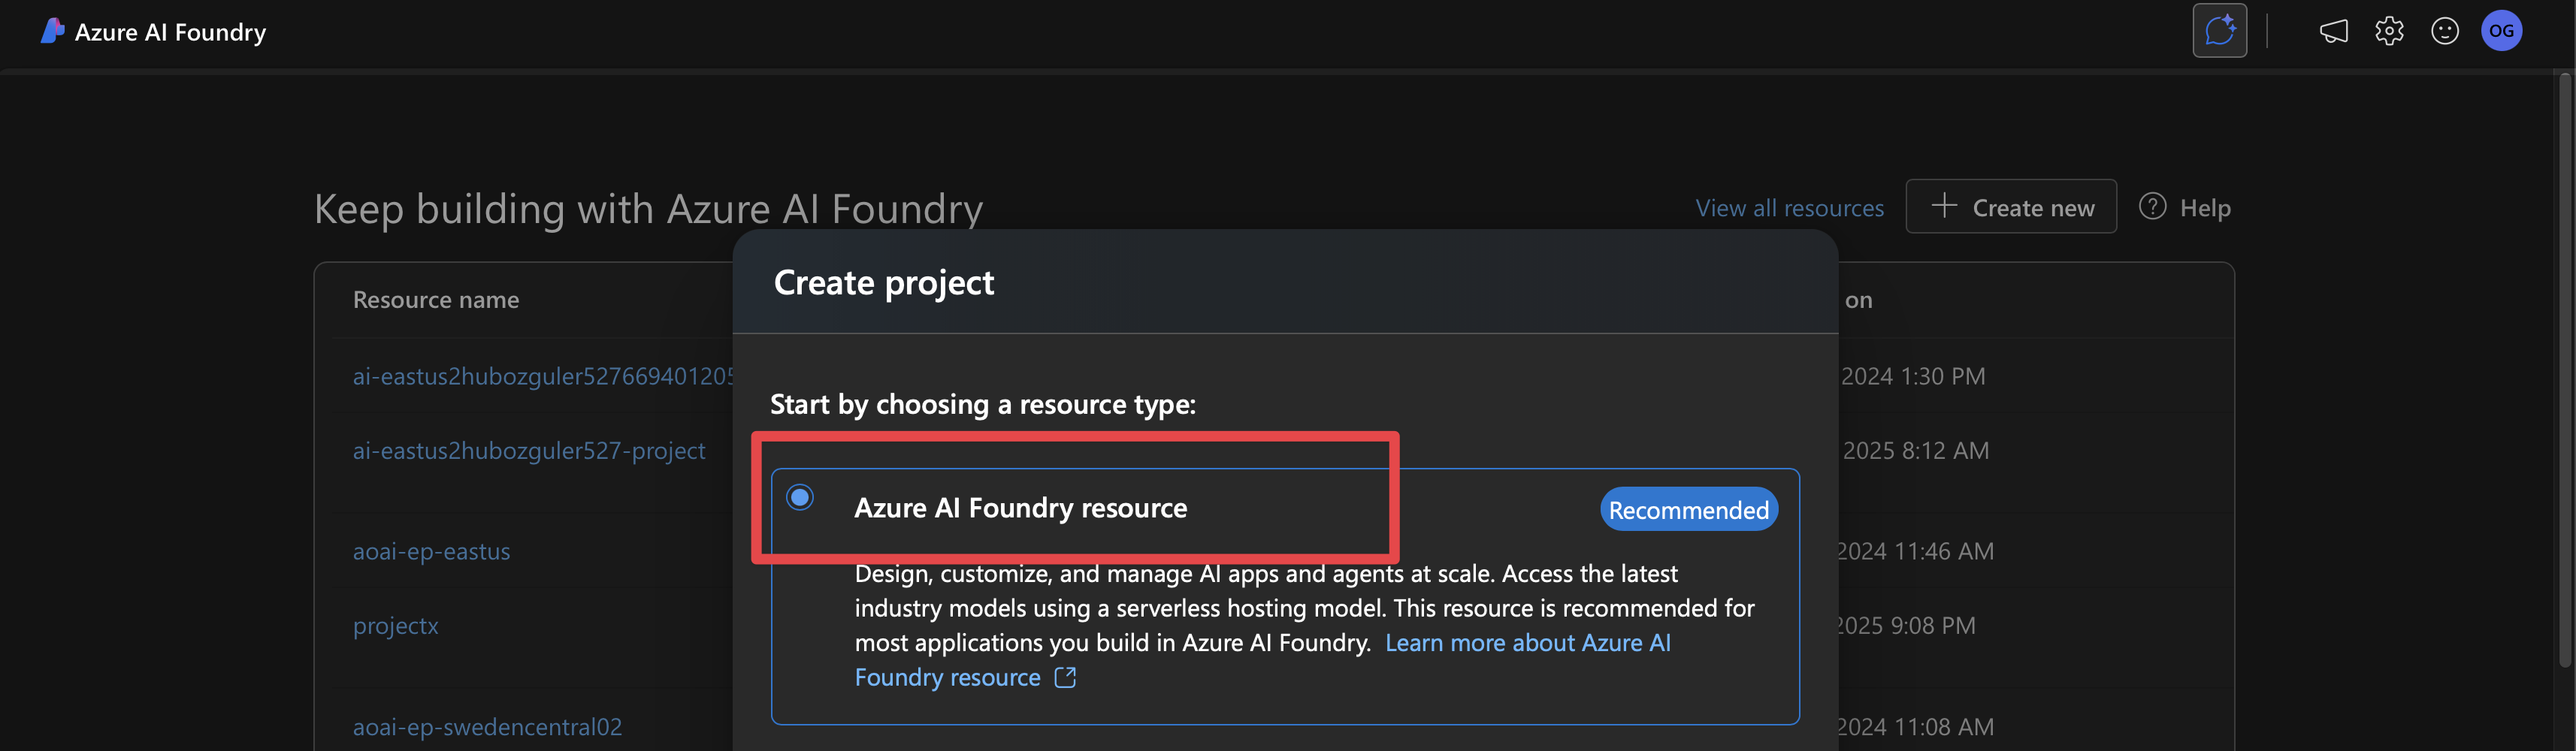 Azure AI Foundry
OG
Keep building with Azure AI Foundry
View all resources
Create new
Help
Create project
Resource name
on
ai-eastus2hubozguler527669401205
2024 1:30 PM
Start by choosing a resource type:
ai-eastus2hubozguler527-project
2025 8:12 AM
Azure AI Foundry resource
Recommended
aoai-ep-eastus
2024 11:46 AM
Design, customize, and manage AI apps and agents at scale. Access the latest
industry models using a serverless hosting model. This resource is recommended for
most applications you build in Azure AI Foundry. Learn more about Azure AI
Foundry resource
projectx
2025 9:08 PM
aoai-ep-swedencentral02
2024 11:08 AM